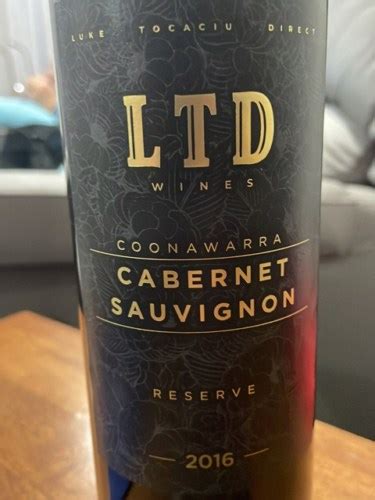 LUKE TOCACIU DIRECT
LTD
WINES
COONAWARRA
CABERNET
SAUVIGNON
RESERVE
2016